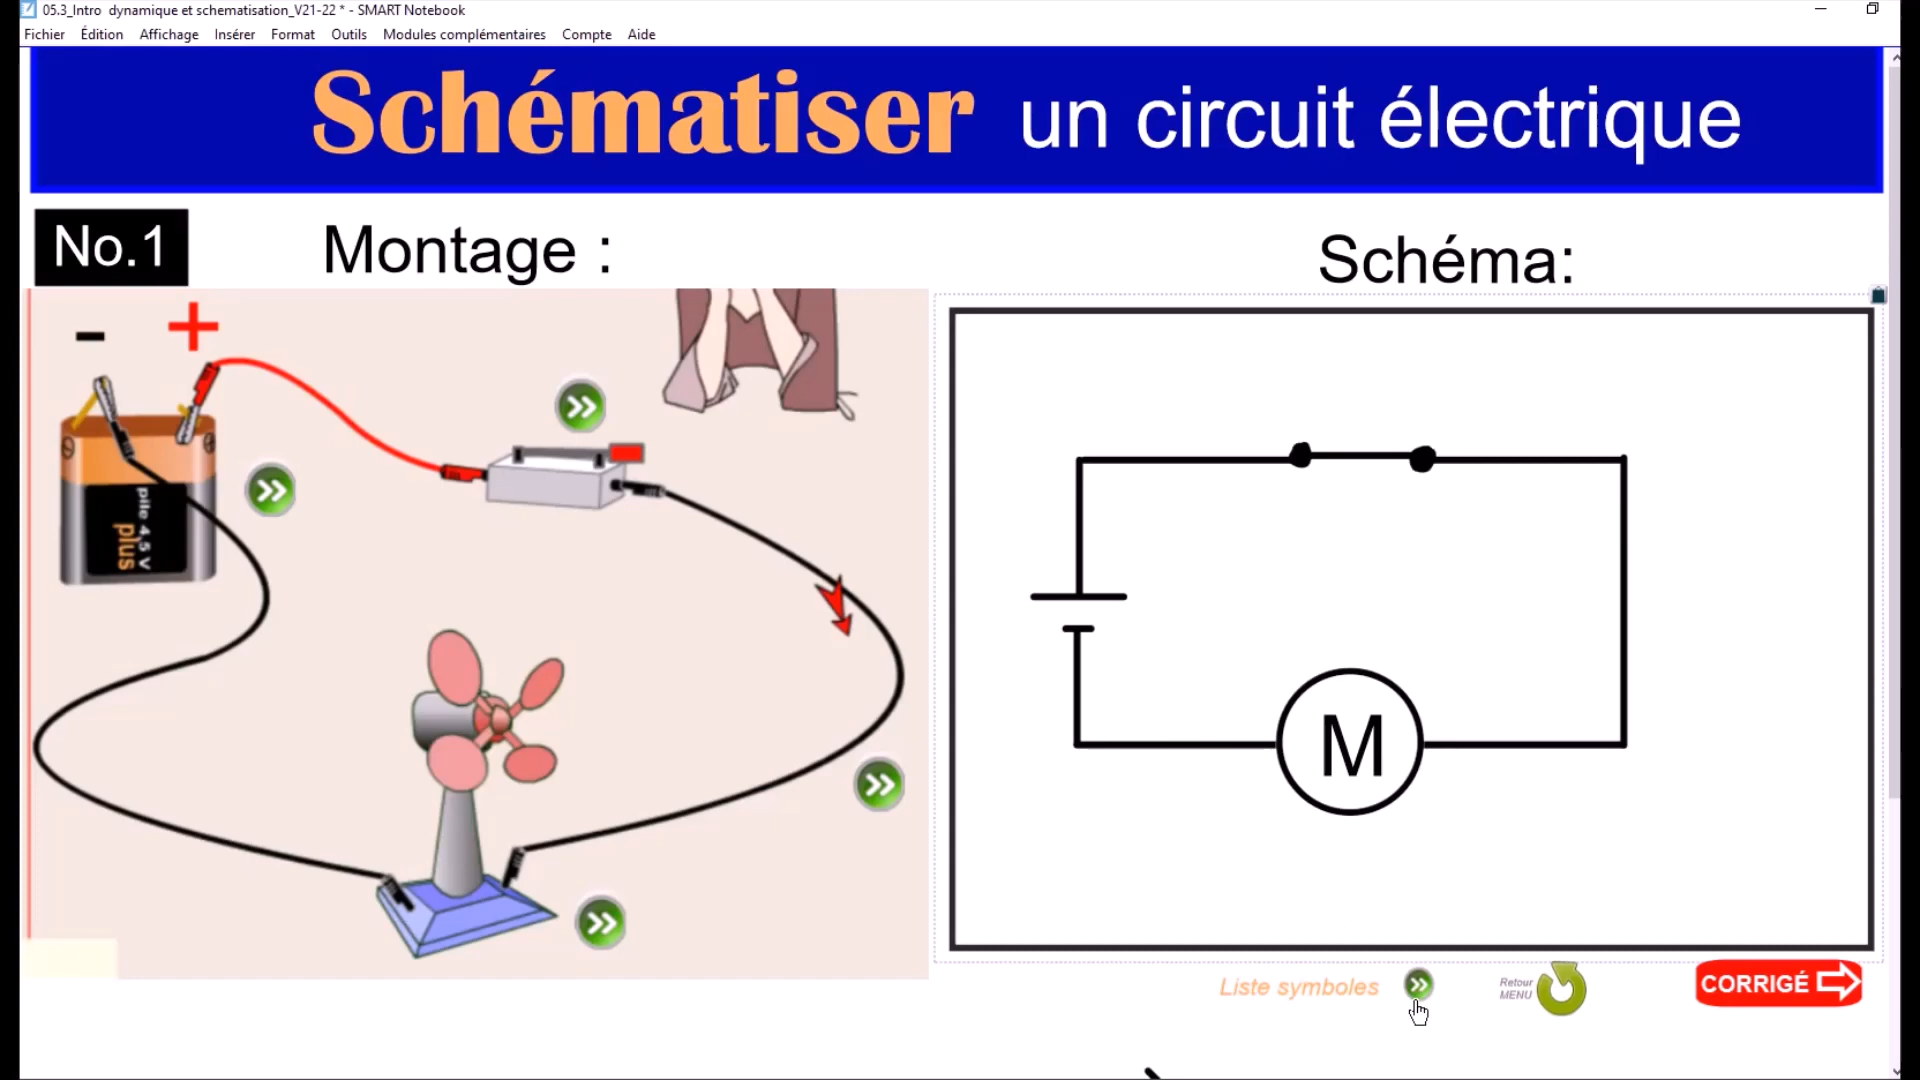 05.3_Intro dynamique et schematisation_V21-22 * - SMART Notebook
Fichier Édition Affichage Insérer Format Outils Modules complémentaires Compte Aide
Schématiser un circuit électrique
No.1
Montage :
Schéma:
- +
pile 4,5 V
plus
M
Liste symboles
Retour
MENU
CORRIGÉ